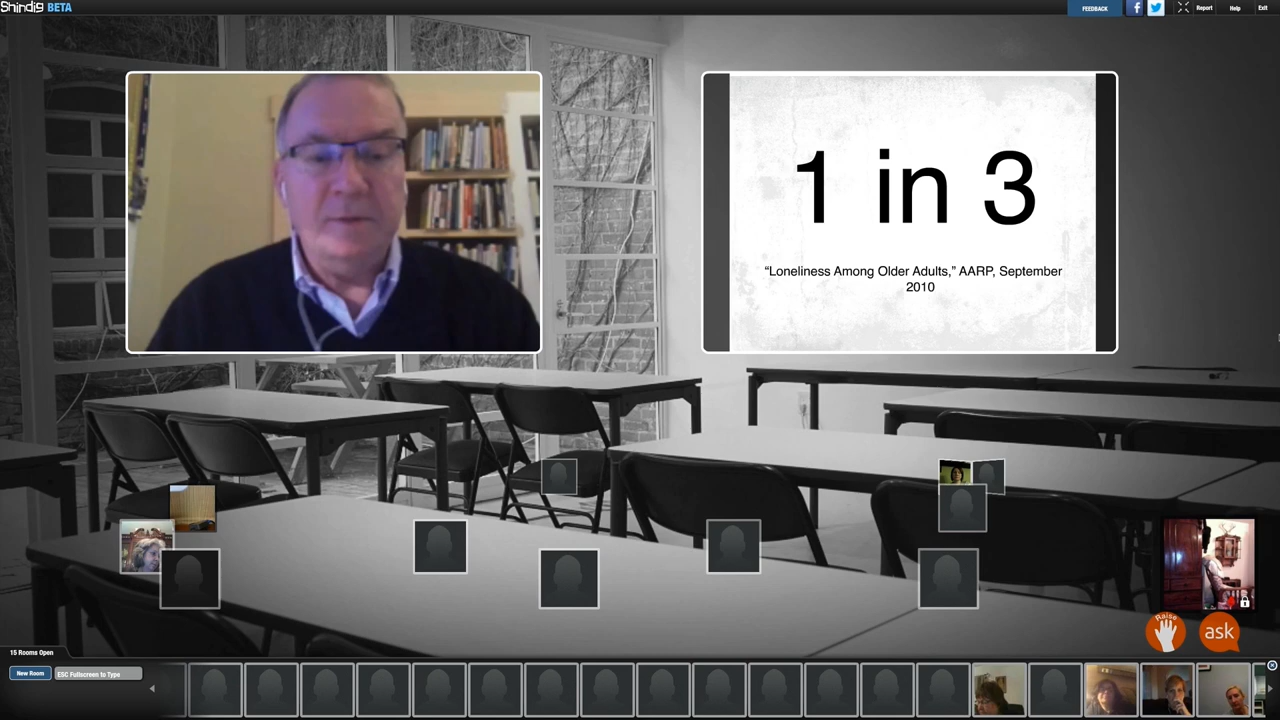 Shindig BETA
FEEDBACK
f
Report
Help
Exit
1 in 3
“Loneliness Among Older Adults,” AARP, September
2010
Raise
ask
15 Rooms Open
New Room
ESC Fullscreen to Type